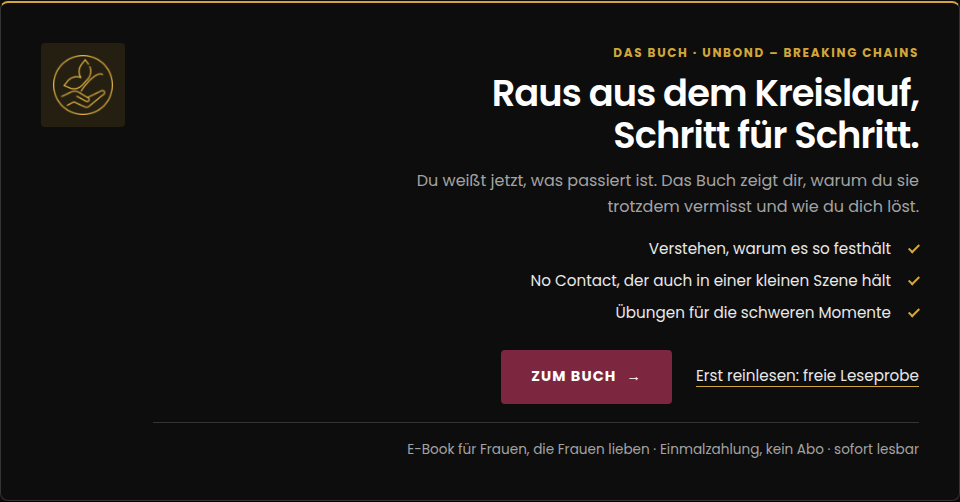 DAS BUCH · UNBOND – BREAKING CHAINS
Raus aus dem Kreislauf,
Schritt für Schritt.
Du weißt jetzt, was passiert ist. Das Buch zeigt dir, warum du sie
trotzdem vermisst und wie du dich löst.
Verstehen, warum es so festhält
No Contact, der auch in einer kleinen Szene hält
Übungen für die schweren Momente
ZUM BUCH →
Erst reinlesen: freie Leseprobe
E-Book für Frauen, die Frauen lieben · Einmalzahlung, kein Abo · sofort lesbar